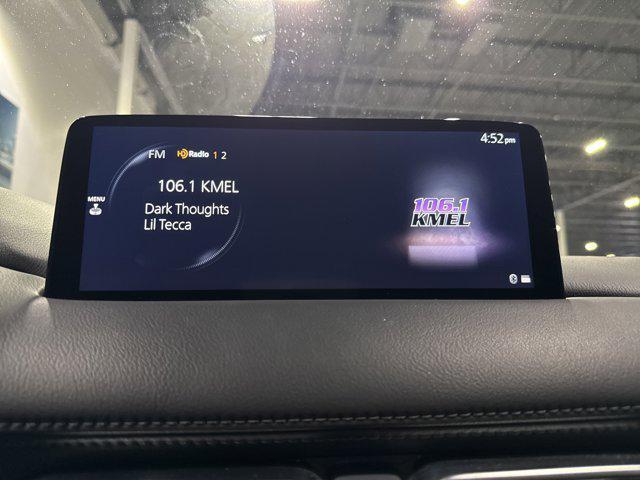 4:52 pm
FM HD Radio 1 2
106.1 KMEL
MENU
Dark Thoughts
Lil Tecca
106.1
KMEL